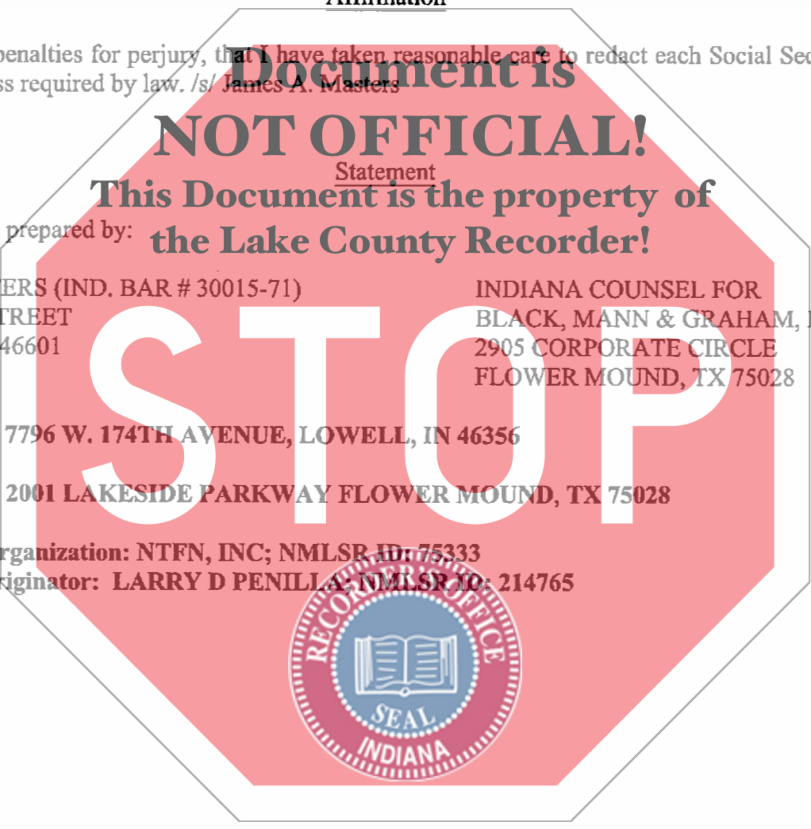 Affirmation
penalties for perjury, that I have taken reasonable care to redact each Social Sec
ss required by law. /s/ James A. Masters
Document is
NOT OFFICIAL!
Statement
This Document is the property of
prepared by:
the Lake County Recorder!
ERS (IND. BAR # 30015-71)
INDIANA COUNSEL FOR
TREET
BLACK, MANN & GRAHAM,
46601
2905 CORPORATE CIRCLE
FLOWER MOUND, TX 75028
STOP
7796 W. 174TH AVENUE, LOWELL, IN 46356
2001 LAKESIDE PARKWAY FLOWER MOUND, TX 75028
rganization: NTFN, INC; NMLSR ID: 75333
riginator: LARRY D PENILLA; NMLSR ID: 214765
RECORDER'S OFFICE
SEAL
INDIANA